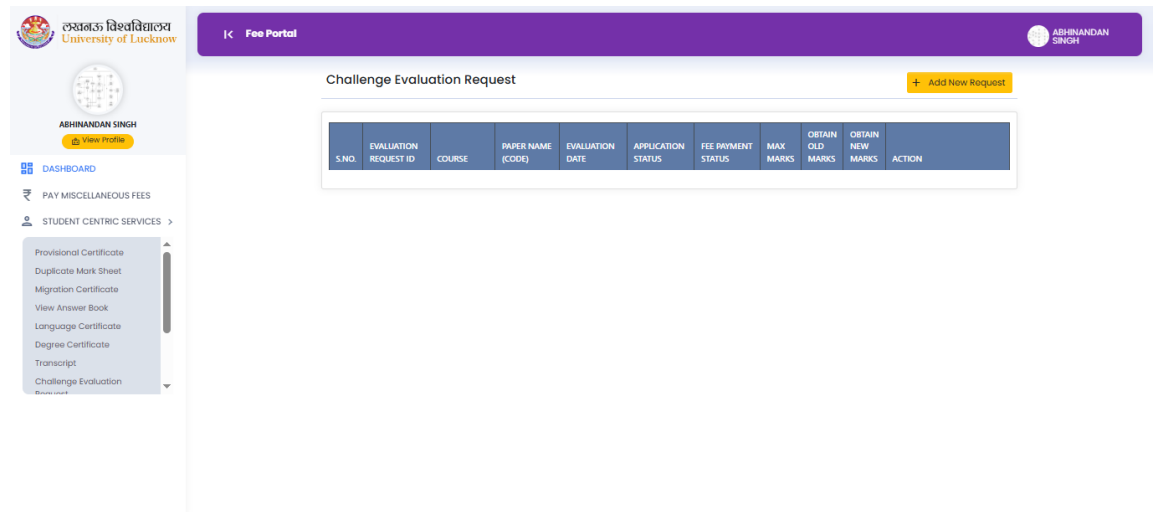 लखनऊ विश्वविद्यालय
University of Lucknow
ABHINANDAN SINGH
View Profile
DASHBOARD
PAY MISCELLANEOUS FEES
STUDENT CENTRIC SERVICES >
Provisional Certificate
Duplicate Mark Sheet
Migration Certificate
View Answer Book
Language Certificate
Degree Certificate
Transcript
Challenge Evaluation
Request
Fee Portal
ABHINANDAN
SINGH
Challenge Evaluation Request
+ Add New Request
S.NO.
EVALUATION
REQUEST ID
COURSE
PAPER NAME
(CODE)
EVALUATION
DATE
APPLICATION
STATUS
FEE PAYMENT
STATUS
MAX
MARKS
OBTAIN
OLD
MARKS
OBTAIN
NEW
MARKS
ACTION